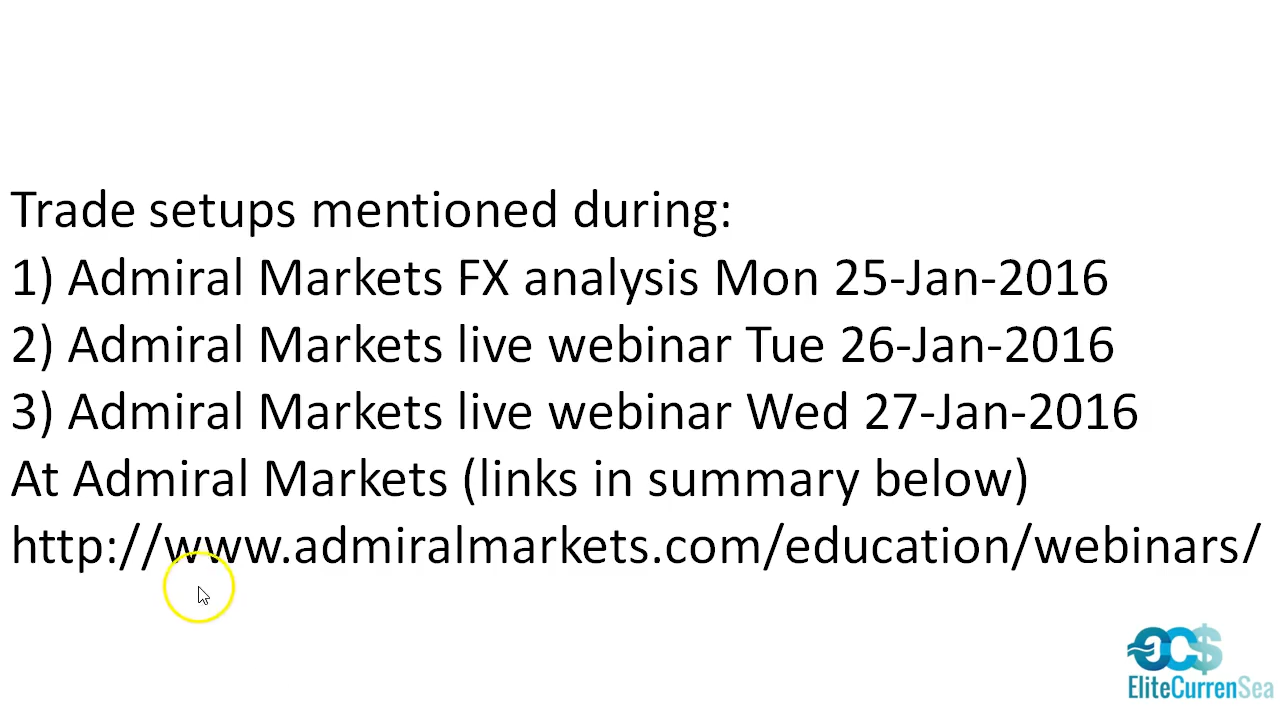 Trade setups mentioned during:
1) Admiral Markets FX analysis Mon 25-Jan-2016
2) Admiral Markets live webinar Tue 26-Jan-2016
3) Admiral Markets live webinar Wed 27-Jan-2016
At Admiral Markets (links in summary below)
http://www.admiralmarkets.com/education/webinars/
eC$
EliteCurrenSea